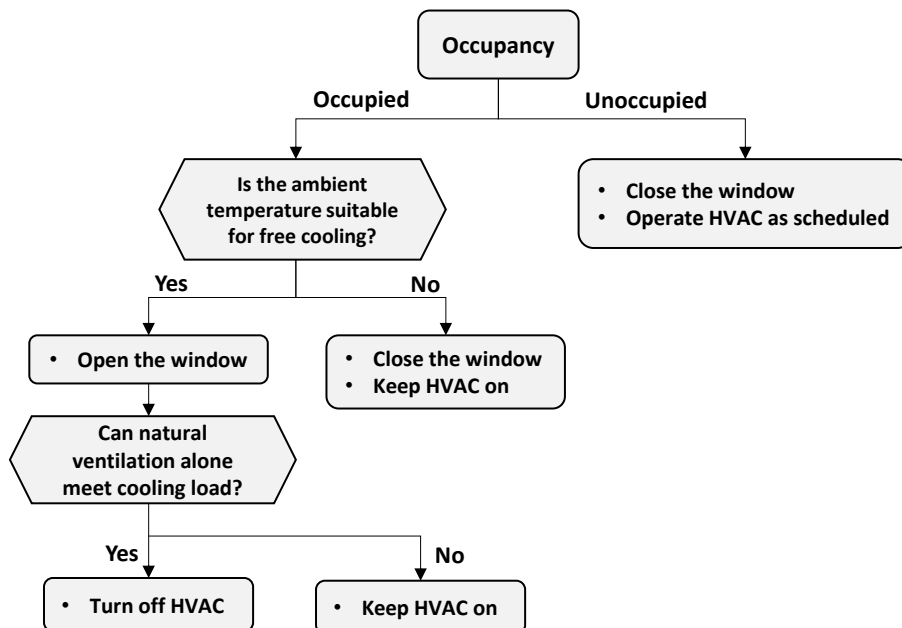 Occupancy
Occupied
Unoccupied
Is the ambient
temperature suitable
for free cooling?
• Close the window
• Operate HVAC as scheduled
Yes
No
• Open the window
• Close the window
• Keep HVAC on
Can natural
ventilation alone
meet cooling load?
Yes
No
• Turn off HVAC
• Keep HVAC on